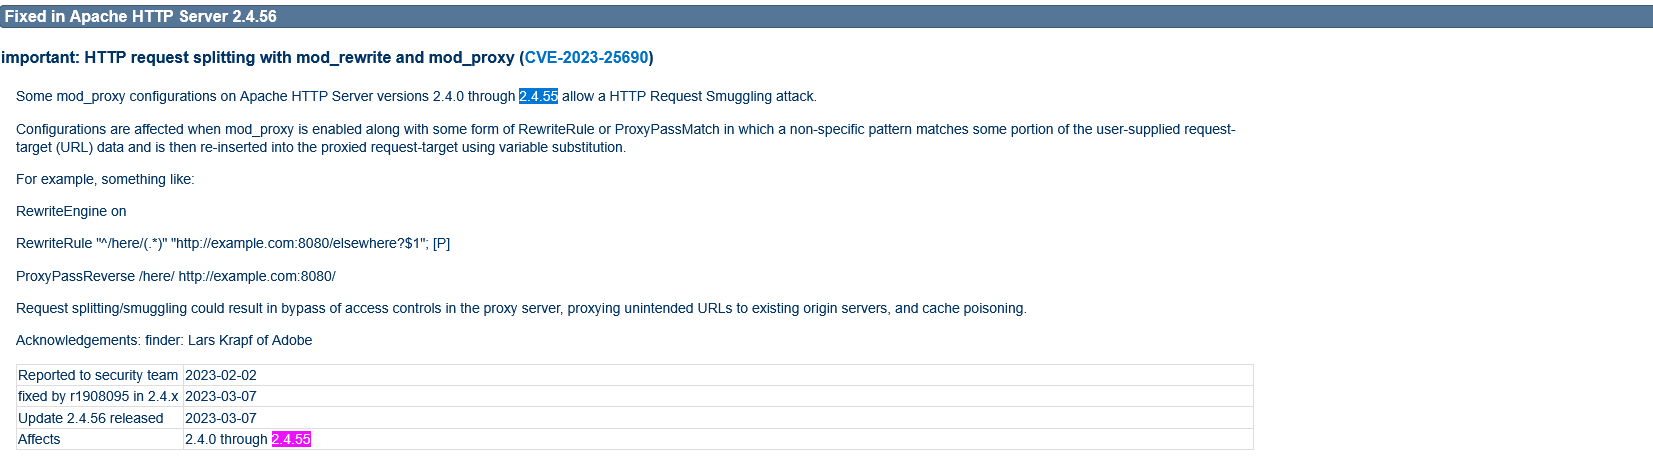 Fixed in Apache HTTP Server 2.4.56
important: HTTP request splitting with mod_rewrite and mod_proxy (CVE-2023-25690)
Some mod_proxy configurations on Apache HTTP Server versions 2.4.0 through 2.4.55 allow a HTTP Request Smuggling attack.
Configurations are affected when mod_proxy is enabled along with some form of RewriteRule or ProxyPassMatch in which a non-specific pattern matches some portion of the user-supplied request-
target (URL) data and is then re-inserted into the proxied request-target using variable substitution.
For example, something like:
RewriteEngine on
RewriteRule "^/here/(.*)" "http://example.com:8080/elsewhere?$1"; [P]
ProxyPassReverse /here/ http://example.com:8080/
Request splitting/smuggling could result in bypass of access controls in the proxy server, proxying unintended URLs to existing origin servers, and cache poisoning.
Acknowledgements: finder: Lars Krapf of Adobe
Reported to security team 2023-02-02
fixed by r1908095 in 2.4.x 2023-03-07
Update 2.4.56 released 2023-03-07
Affects 2.4.0 through 2.4.55